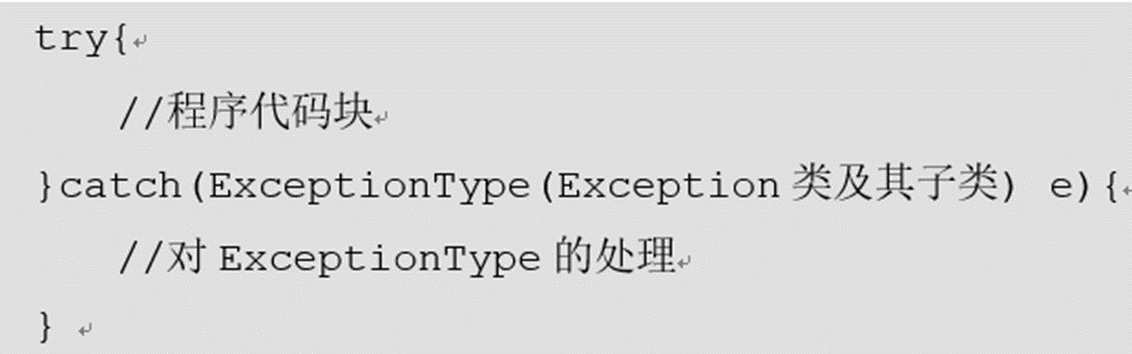 try{
//程序代码块
}catch(ExceptionType(Exception 类及其子类) e){
//对 ExceptionType 的处理
}